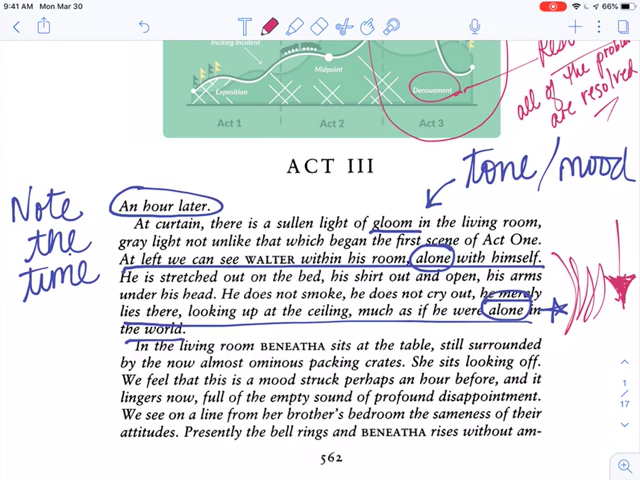 9:41 AM Mon Mar 30
66%
Inciting Incident
Midpoint
Exposition
Denouement
Act 1
Act 2
Act 3
all of the problems
are resolved
ACT III
tone/mood
Note
the
time
An hour later.
At curtain, there is a sullen light of gloom in the living room,
gray light not unlike that which began the first scene of Act One.
At left we can see WALTER within his room, alone with himself.
He is stretched out on the bed, his shirt out and open, his arms
under his head. He does not smoke, he does not cry out, he merely
lies there, looking up at the ceiling, much as if he were alone in
the world.
In the living room BENEATHA sits at the table, still surrounded
by the now almost ominous packing crates. She sits looking off.
We feel that this is a mood struck perhaps an hour before, and it
lingers now, full of the empty sound of profound disappointment.
We see on a line from her brother's bedroom the sameness of their
attitudes. Presently the bell rings and BENEATHA rises without am-
562
1
17